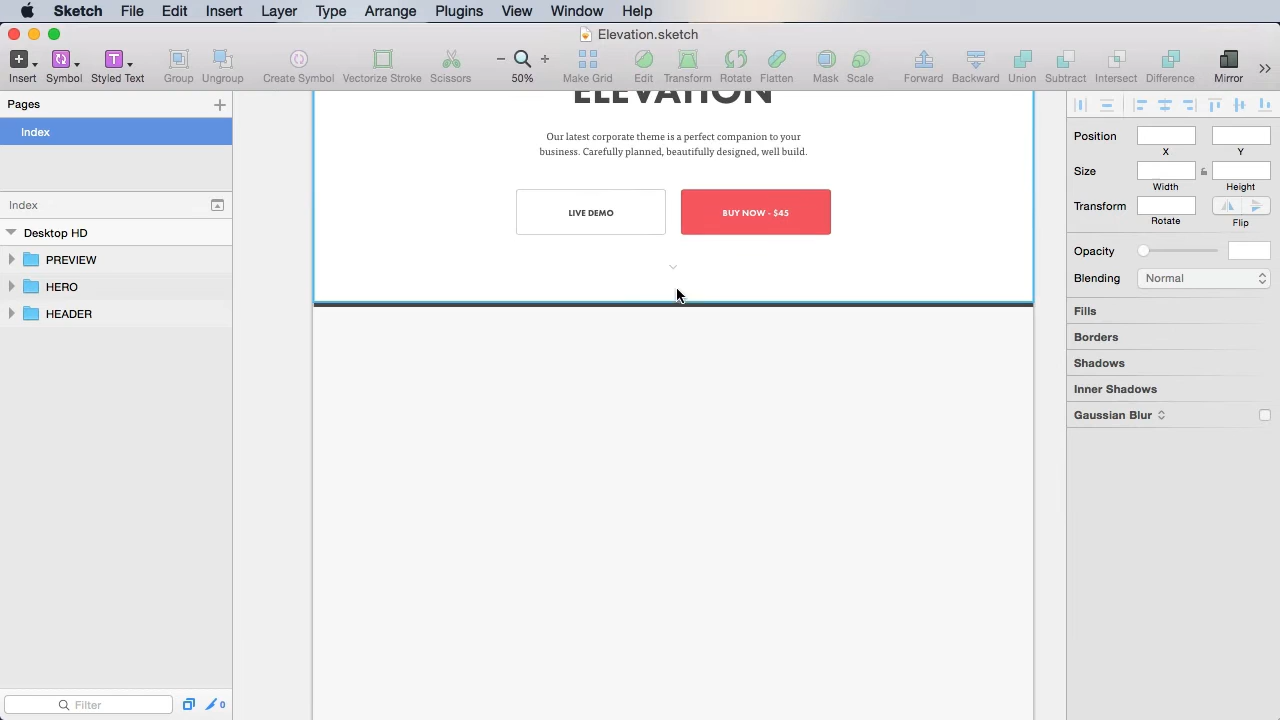 Sketch File Edit Insert Layer Type Arrange Plugins View Window Help
Elevation.sketch
Insert Symbol Styled Text Group Ungroup Create Symbol Vectorize Stroke Scissors 50% Make Grid Edit Transform Rotate Flatten Mask Scale Forward Backward Union Subtract Intersect Difference Mirror
Pages
Index
Index
Desktop HD
PREVIEW
HERO
HEADER
Filter
0
ELEVATION
Our latest corporate theme is a perfect companion to your
business. Carefully planned, beautifully designed, well build.
LIVE DEMO
BUY NOW - $45
Position
X Y
Size
Width Height
Transform
Rotate Flip
Opacity
Blending Normal
Fills
Borders
Shadows
Inner Shadows
Gaussian Blur